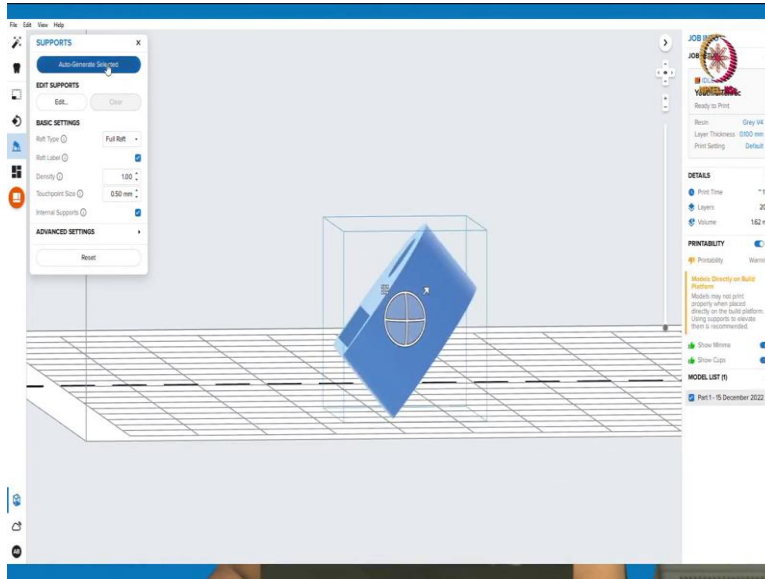 File Edit View Help
SUPPORTS X
Auto-Generate Selected
EDIT SUPPORTS
Edit... Clear
BASIC SETTINGS
Raft Type Full Raft
Raft Label
Density 1.00
Touchpoint Size 0.50 mm
Internal Supports
ADVANCED SETTINGS
Reset
JOB
JOB
Ready to Print
Resin Grey V4
Layer Thickness 0.100 mm
Print Setting Default
DETAILS
Print Time
Layers
Volume
PRINTABILITY
Printability
Models Directly on Build
Platform
Models may not print
properly when placed
directly on the build platform.
Using supports to elevate
them is recommended.
Show Minima
Show Cups
MODEL LIST (1)
Part 1 - 15 December 2022
AB